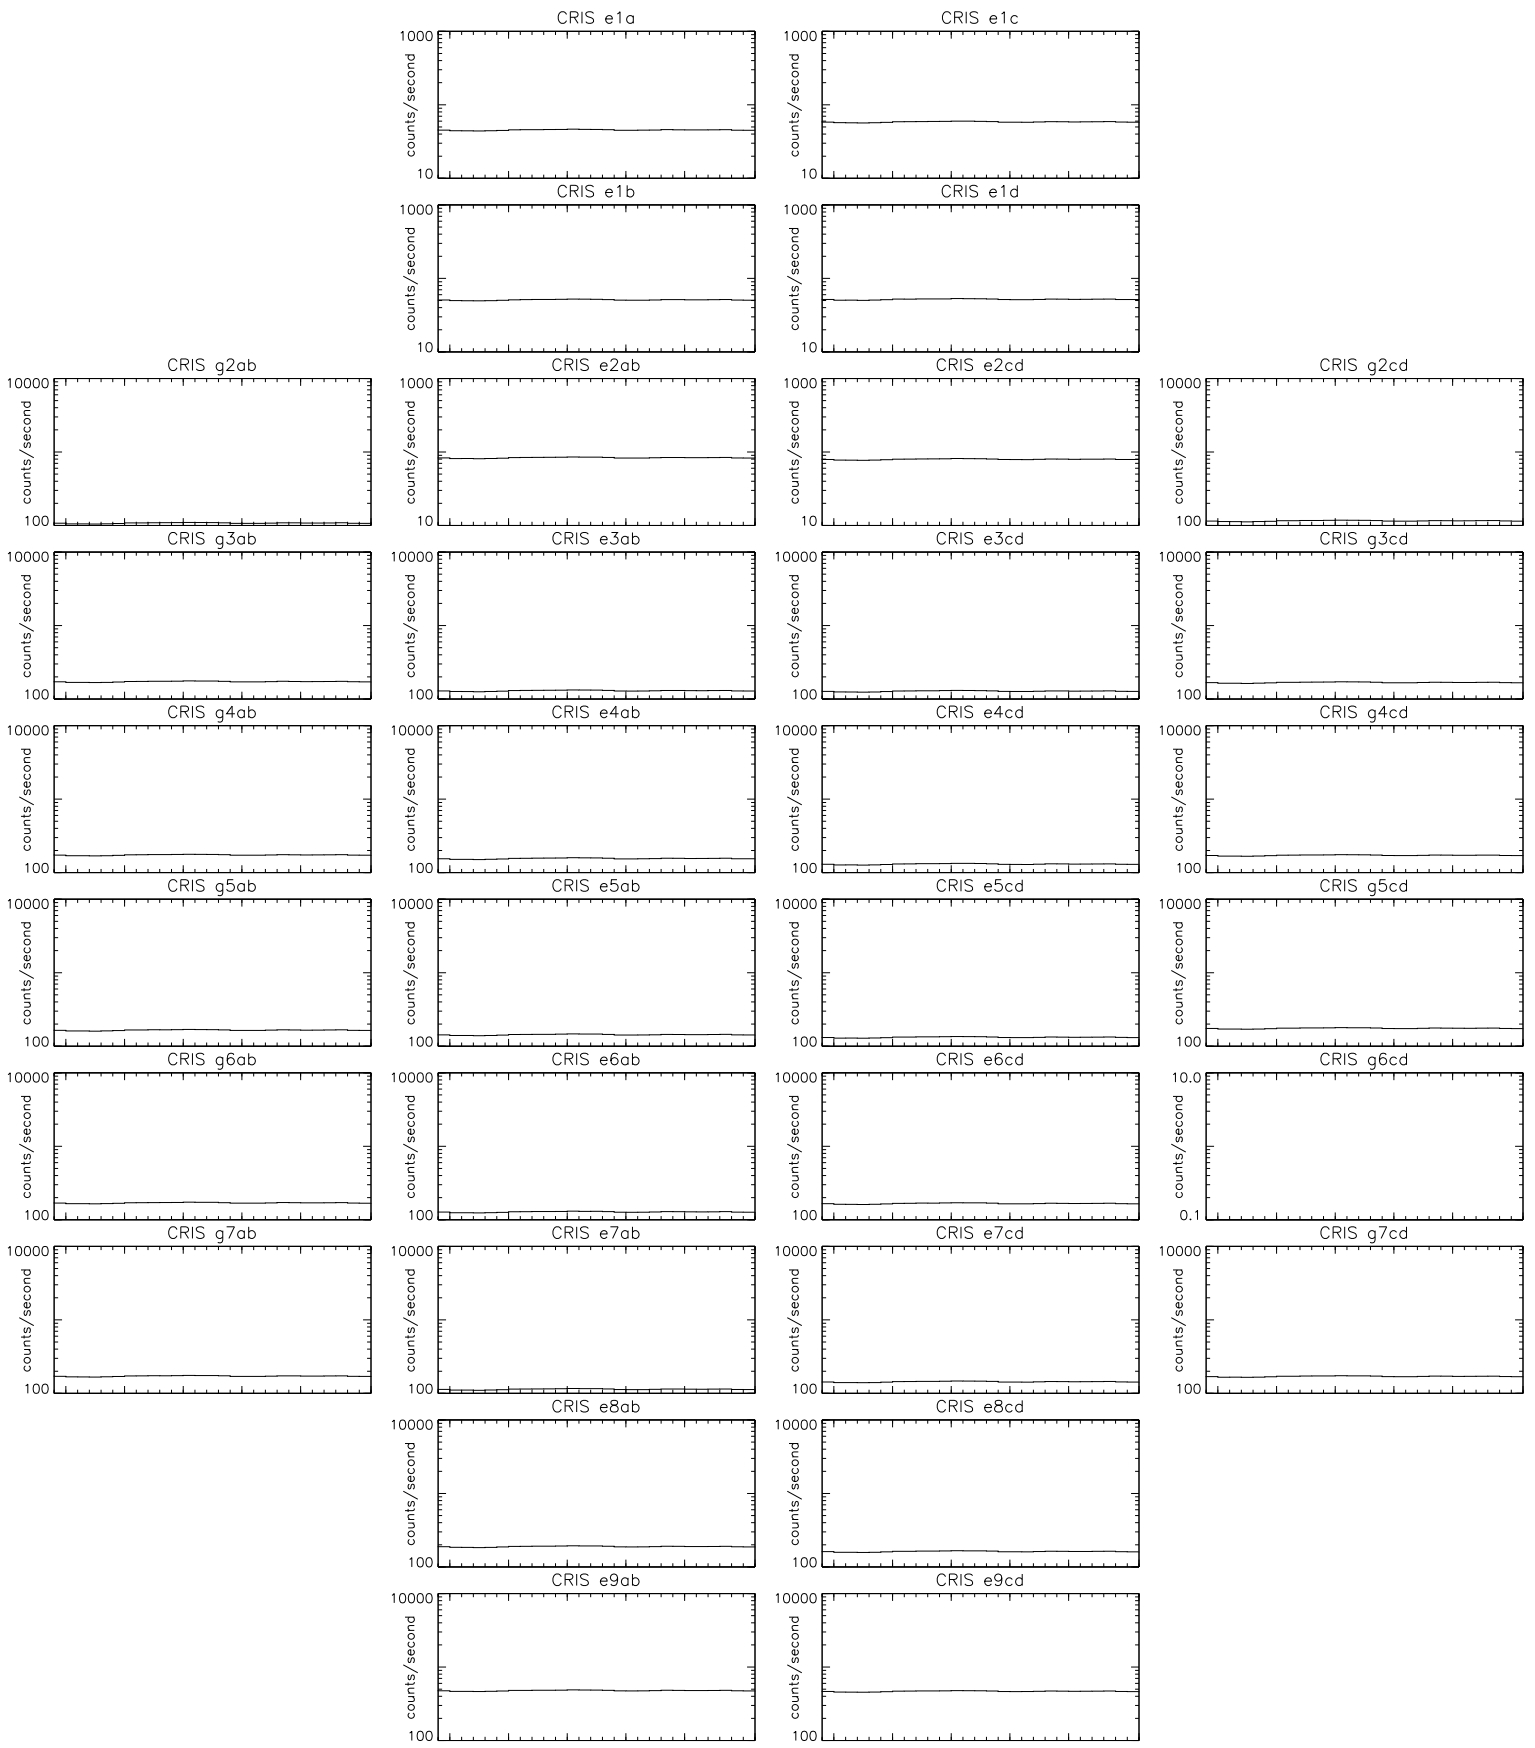 CRIS e1a
1000
counts/second
10
CRIS e1c
1000
counts/second
10
CRIS e1b
1000
counts/second
10
CRIS e1d
1000
counts/second
10
CRIS g2ab
10000
counts/second
100
CRIS e2ab
1000
counts/second
10
CRIS e2cd
1000
counts/second
10
CRIS g2cd
10000
counts/second
100
CRIS g3ab
10000
counts/second
100
CRIS e3ab
10000
counts/second
100
CRIS e3cd
10000
counts/second
100
CRIS g3cd
10000
counts/second
100
CRIS g4ab
10000
counts/second
100
CRIS e4ab
10000
counts/second
100
CRIS e4cd
10000
counts/second
100
CRIS g4cd
10000
counts/second
100
CRIS g5ab
10000
counts/second
100
CRIS e5ab
10000
counts/second
100
CRIS e5cd
10000
counts/second
100
CRIS g5cd
10000
counts/second
100
CRIS g6ab
10000
counts/second
100
CRIS e6ab
10000
counts/second
100
CRIS e6cd
10000
counts/second
100
CRIS g6cd
10.0
counts/second
0.1
CRIS g7ab
10000
counts/second
100
CRIS e7ab
10000
counts/second
100
CRIS e7cd
10000
counts/second
100
CRIS g7cd
10000
counts/second
100
CRIS e8ab
10000
counts/second
100
CRIS e8cd
10000
counts/second
100
CRIS e9ab
10000
counts/second
100
CRIS e9cd
10000
counts/second
100